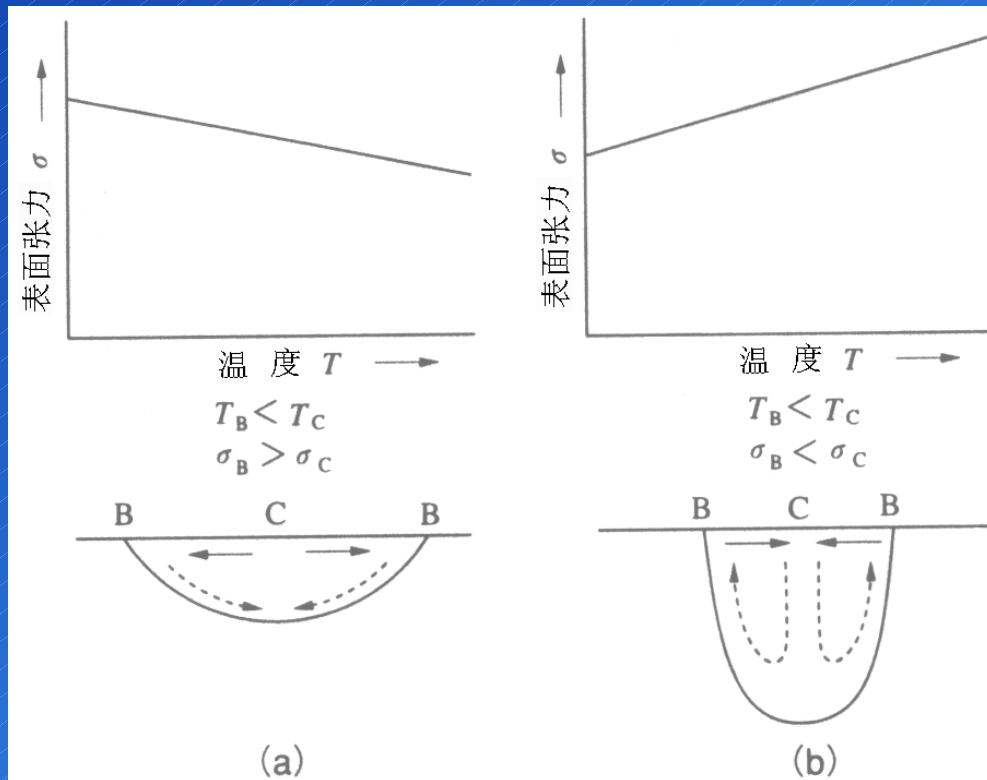 表面张力 σ
温 度 T
T_B < T_C
σ_B > σ_C
B C B
(a)
表面张力 σ
温 度 T
T_B < T_C
σ_B < σ_C
B C B
(b)